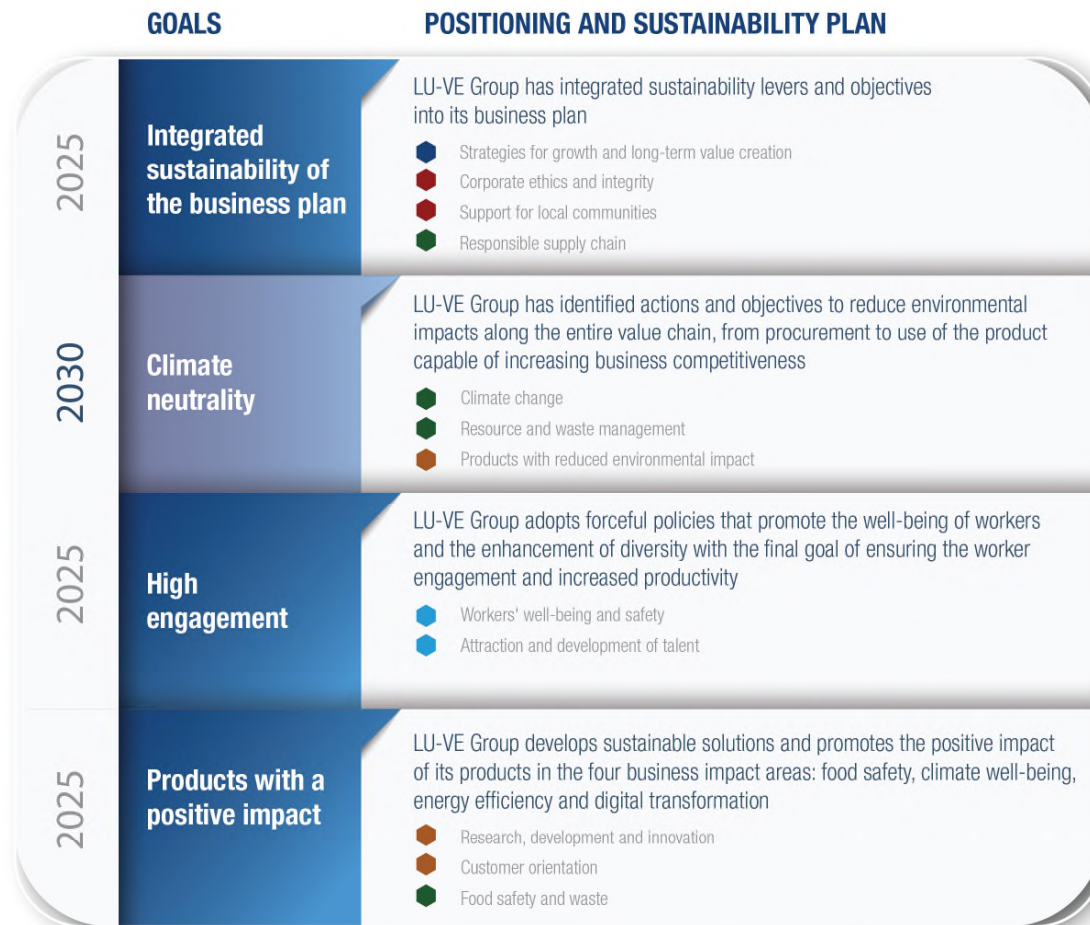 GOALS
POSITIONING AND SUSTAINABILITY PLAN
2025
Integrated
sustainability of
the business plan
LU-VE Group has integrated sustainability levers and objectives
into its business plan
Strategies for growth and long-term value creation
Corporate ethics and integrity
Support for local communities
Responsible supply chain
2030
Climate
neutrality
LU-VE Group has identified actions and objectives to reduce environmental
impacts along the entire value chain, from procurement to use of the product
capable of increasing business competitiveness
Climate change
Resource and waste management
Products with reduced environmental impact
2025
High
engagement
LU-VE Group adopts forceful policies that promote the well-being of workers
and the enhancement of diversity with the final goal of ensuring the worker
engagement and increased productivity
Workers' well-being and safety
Attraction and development of talent
2025
Products with a
positive impact
LU-VE Group develops sustainable solutions and promotes the positive impact
of its products in the four business impact areas: food safety, climate well-being,
energy efficiency and digital transformation
Research, development and innovation
Customer orientation
Food safety and waste